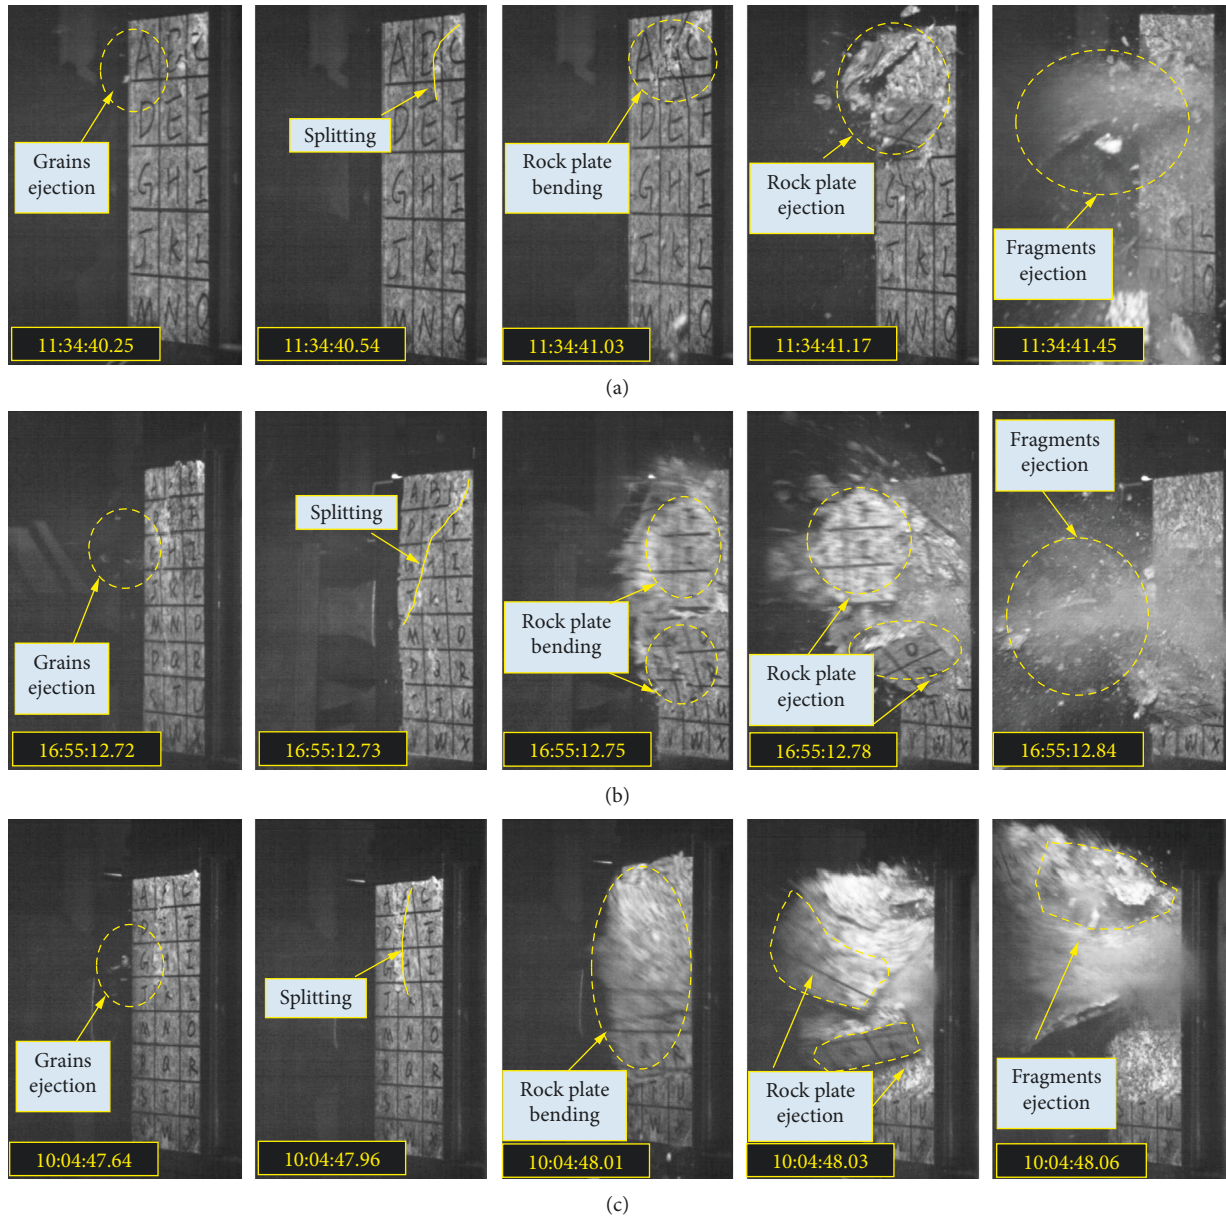 A B C
D E F
Grains
ejection
G H I
J K L
M N O
11:34:40.25
A B C
Splitting
D E F
G H I
J K L
M N O
11:34:40.54
A B C
D E F
Rock plate
bending
G H I
J K L
M N O
11:34:41.03
Rock plate
ejection
G H I
J K L
M N O
11:34:41.17
Fragments
ejection
L
11:34:41.45
(a)
Grains
ejection
M N O
P Q R
16:55:12.72
A B
Splitting
16:55:12.73
Rock plate
bending
W X
16:55:12.75
Rock plate
ejection
O
W X
16:55:12.78
Fragments
ejection
W X
16:55:12.84
(b)
G H I
M N O
P Q R
S T U
Grains
ejection
10:04:47.64
Splitting
M N O
P Q R
S T U
10:04:47.96
Rock plate
bending
R
10:04:48.01
Rock plate
ejection
10:04:48.03
Fragments
ejection
10:04:48.06
(c)